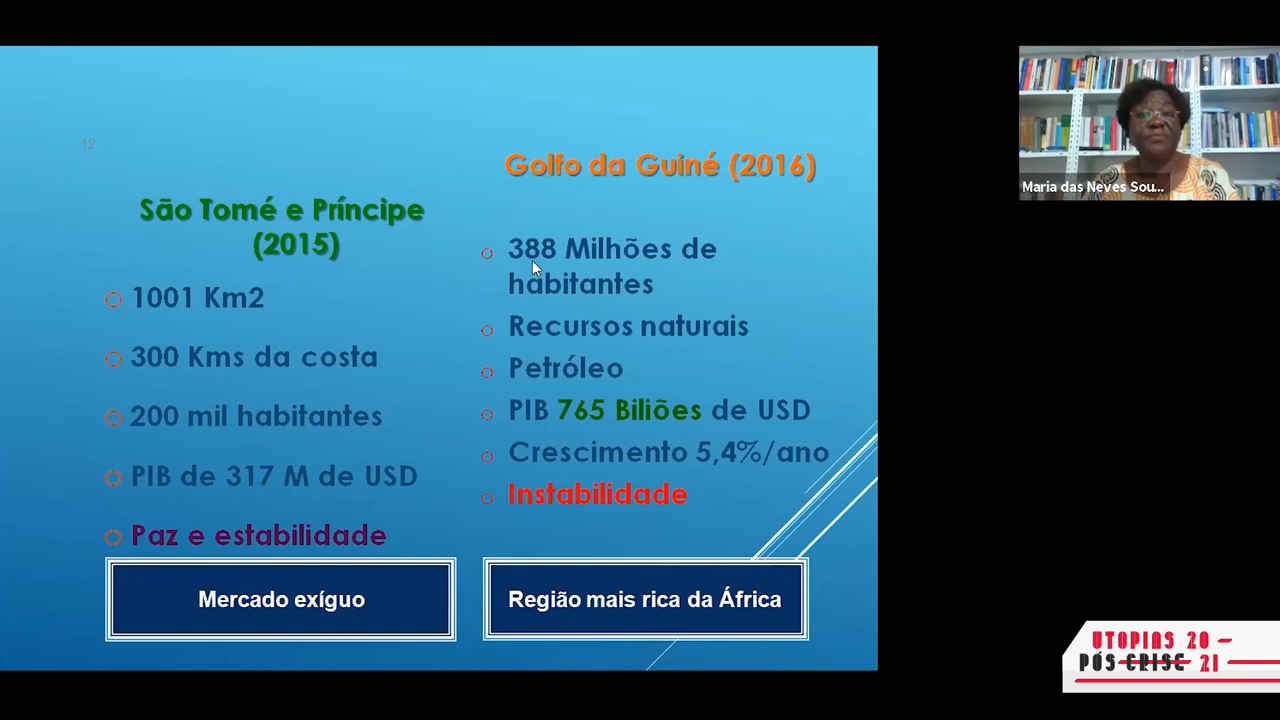 12
São Tomé e Príncipe
(2015)
1001 Km2
300 Kms da costa
200 mil habitantes
PIB de 317 M de USD
Paz e estabilidade
Mercado exíguo
Golfo da Guiné (2016)
388 Milhões de
habitantes
Recursos naturais
Petróleo
PIB 765 Biliões de USD
Crescimento 5,4%/ano
Instabilidade
Região mais rica da África
Maria das Neves Sou...
UTOPIAS 20
PÓS CRISE 21